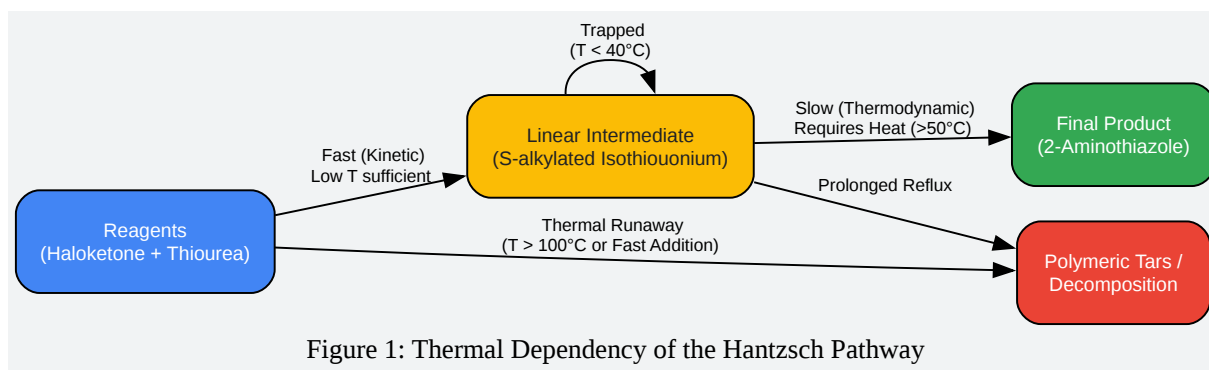 Trapped
(T < 40°C)
Linear Intermediate
(S-alkylated Isothiouonium)
Slow (Thermodynamic)
Requires Heat (>50°C)
Final Product
(2-Aminothiazole)
Fast (Kinetic)
Low T sufficient
Prolonged Reflux
Reagents
(Haloketone + Thiourea)
Thermal Runaway
(T > 100°C or Fast Addition)
Polymeric Tars /
Decomposition
Figure 1: Thermal Dependency of the Hantzsch Pathway